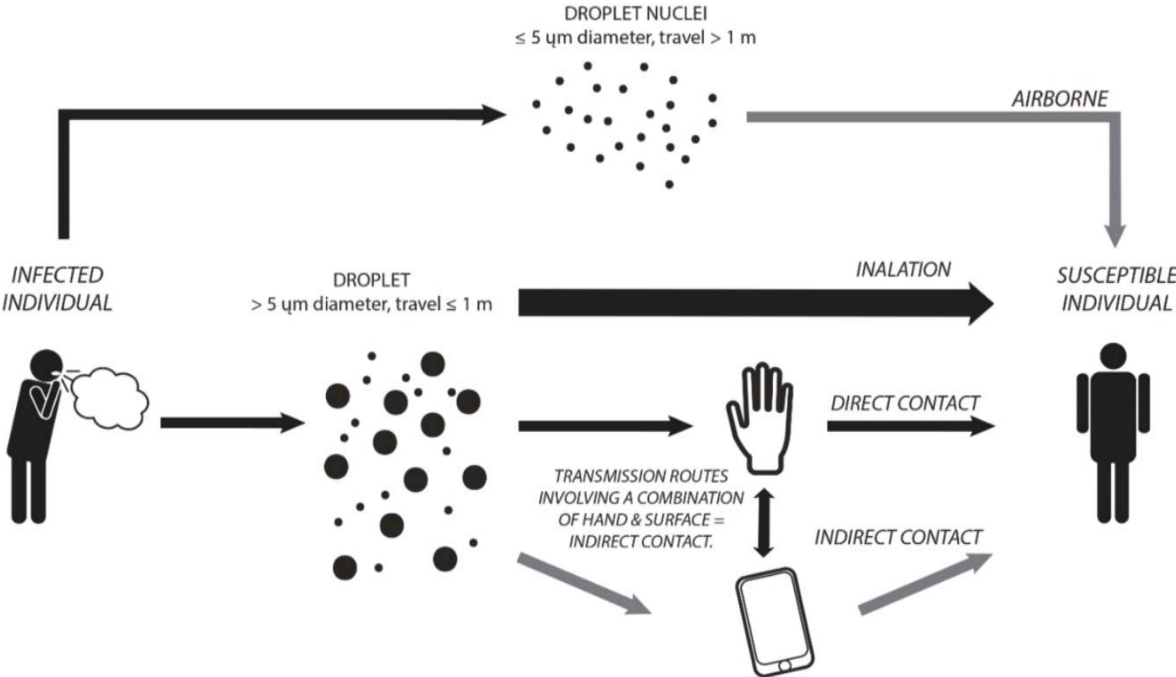 DROPLET NUCLEI
≤ 5 ųm diameter, travel > 1 m
AIRBORNE
INFECTED
INDIVIDUAL
DROPLET
> 5 ųm diameter, travel ≤ 1 m
INALATION
SUSCEPTIBLE
INDIVIDUAL
DIRECT CONTACT
TRANSMISSION ROUTES
INVOLVING A COMBINATION
OF HAND & SURFACE =
INDIRECT CONTACT.
INDIRECT CONTACT